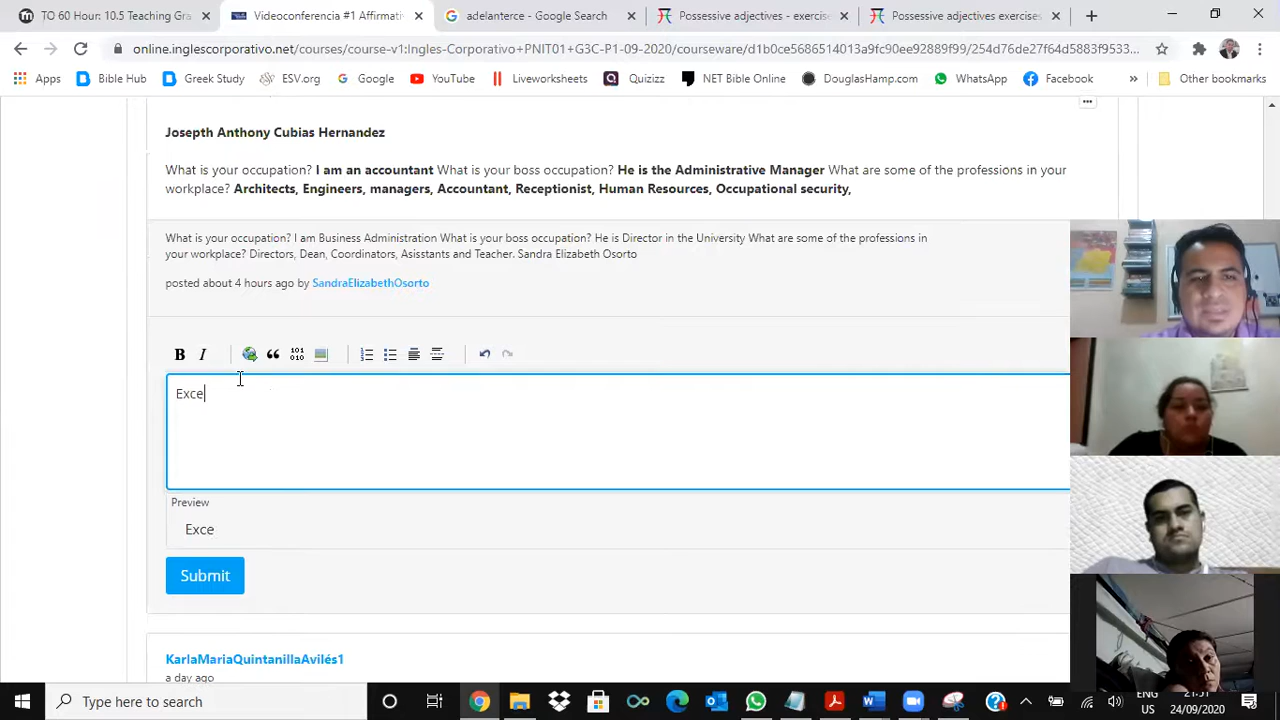 TO 60 Hour: 10.5 Teaching Gra
Videoconferencia #1 Affirmativ
adelanterce - Google Search
Possessive adjectives - exercise
Possessive adjectives exercises
online.inglescorporativo.net/courses/course-v1:Ingles-Corporativo+PNIT01+G3C-P1-09-2020/courseware/d1b0ce5686514013a9fc90ee92889f99/254d76de27f64d5883f9533...
Apps
Bible Hub
Greek Study
ESV.org
Google
YouTube
Liveworksheets
Quizizz
NET Bible Online
DouglasHamp.com
WhatsApp
Facebook
»
Other bookmarks
Josepth Anthony Cubias Hernandez
What is your occupation? I am an accountant What is your boss occupation? He is the Administrative Manager What are some of the professions in your
workplace? Architects, Engineers, managers, Accountant, Receptionist, Human Resources, Occupational security,
What is your occupation? I am Business Administration What is your boss occupation? He is Director in the University What are some of the professions in
your workplace? Directors, Dean, Coordinators, Asisstants and Teacher. Sandra Elizabeth Osorto
posted about 4 hours ago by SandraElizabethOsorto
B I
Exce
Preview
Exce
Submit
KarlaMariaQuintanillaAvilés1
a day ago
Type here to search
ENG
US
21:51
24/09/2020